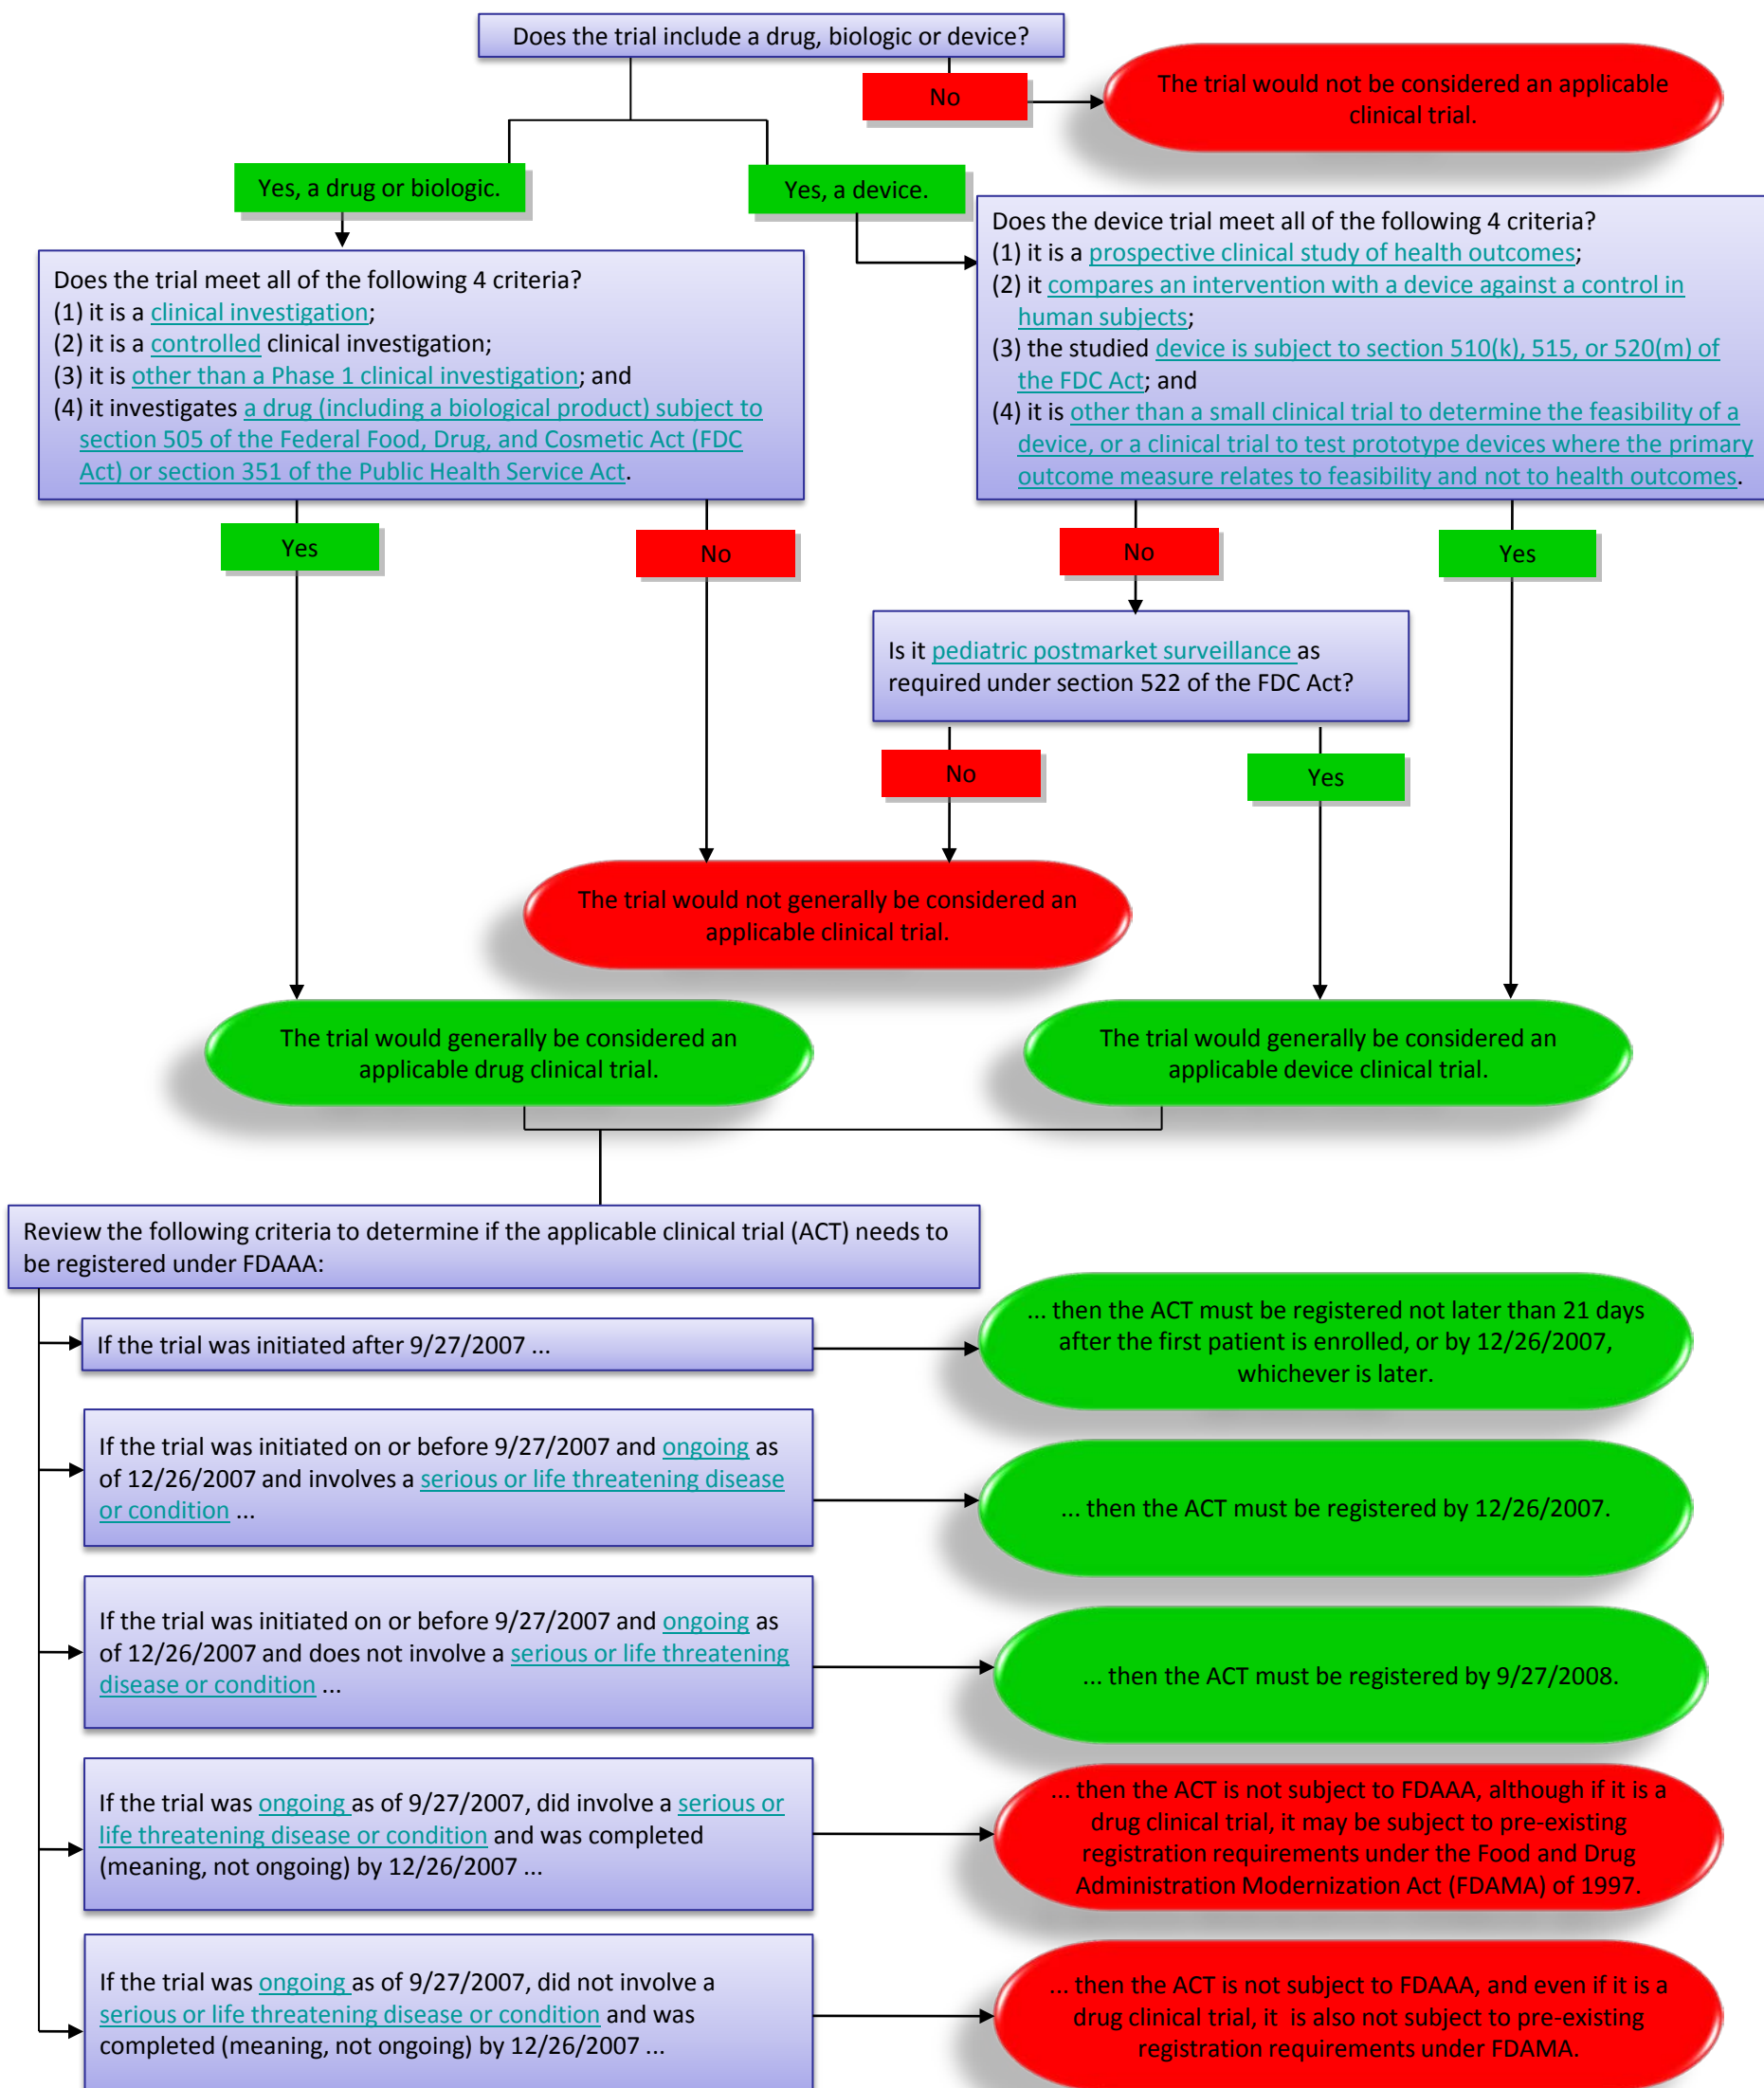 Does the trial include a drug, biologic or device?
No
The trial would not be considered an applicable
clinical trial.
Yes, a drug or biologic.
Yes, a device.
Does the trial meet all of the following 4 criteria?
(1) it is a clinical investigation;
(2) it is a controlled clinical investigation;
(3) it is other than a Phase 1 clinical investigation; and
(4) it investigates a drug (including a biological product) subject to
section 505 of the Federal Food, Drug, and Cosmetic Act (FDC
Act) or section 351 of the Public Health Service Act.
Does the device trial meet all of the following 4 criteria?
(1) it is a prospective clinical study of health outcomes;
(2) it compares an intervention with a device against a control in
human subjects;
(3) the studied device is subject to section 510(k), 515, or 520(m) of
the FDC Act; and
(4) it is other than a small clinical trial to determine the feasibility of a
device, or a clinical trial to test prototype devices where the primary
outcome measure relates to feasibility and not to health outcomes.
Yes
No
No
Yes
Is it pediatric postmarket surveillance as
required under section 522 of the FDC Act?
No
Yes
The trial would not generally be considered an
applicable clinical trial.
The trial would generally be considered an
applicable drug clinical trial.
The trial would generally be considered an
applicable device clinical trial.
Review the following criteria to determine if the applicable clinical trial (ACT) needs to
be registered under FDAAA:
If the trial was initiated after 9/27/2007 ...
... then the ACT must be registered not later than 21 days
after the first patient is enrolled, or by 12/26/2007,
whichever is later.
If the trial was initiated on or before 9/27/2007 and ongoing as
of 12/26/2007 and involves a serious or life threatening disease
or condition ...
... then the ACT must be registered by 12/26/2007.
If the trial was initiated on or before 9/27/2007 and ongoing as
of 12/26/2007 and does not involve a serious or life threatening
disease or condition ...
... then the ACT must be registered by 9/27/2008.
If the trial was ongoing as of 9/27/2007, did involve a serious or
life threatening disease or condition and was completed
(meaning, not ongoing) by 12/26/2007 ...
... then the ACT is not subject to FDAAA, although if it is a
drug clinical trial, it may be subject to pre-existing
registration requirements under the Food and Drug
Administration Modernization Act (FDAMA) of 1997.
If the trial was ongoing as of 9/27/2007, did not involve a
serious or life threatening disease or condition and was
completed (meaning, not ongoing) by 12/26/2007 ...
... then the ACT is not subject to FDAAA, and even if it is a
drug clinical trial, it is also not subject to pre-existing
registration requirements under FDAMA.